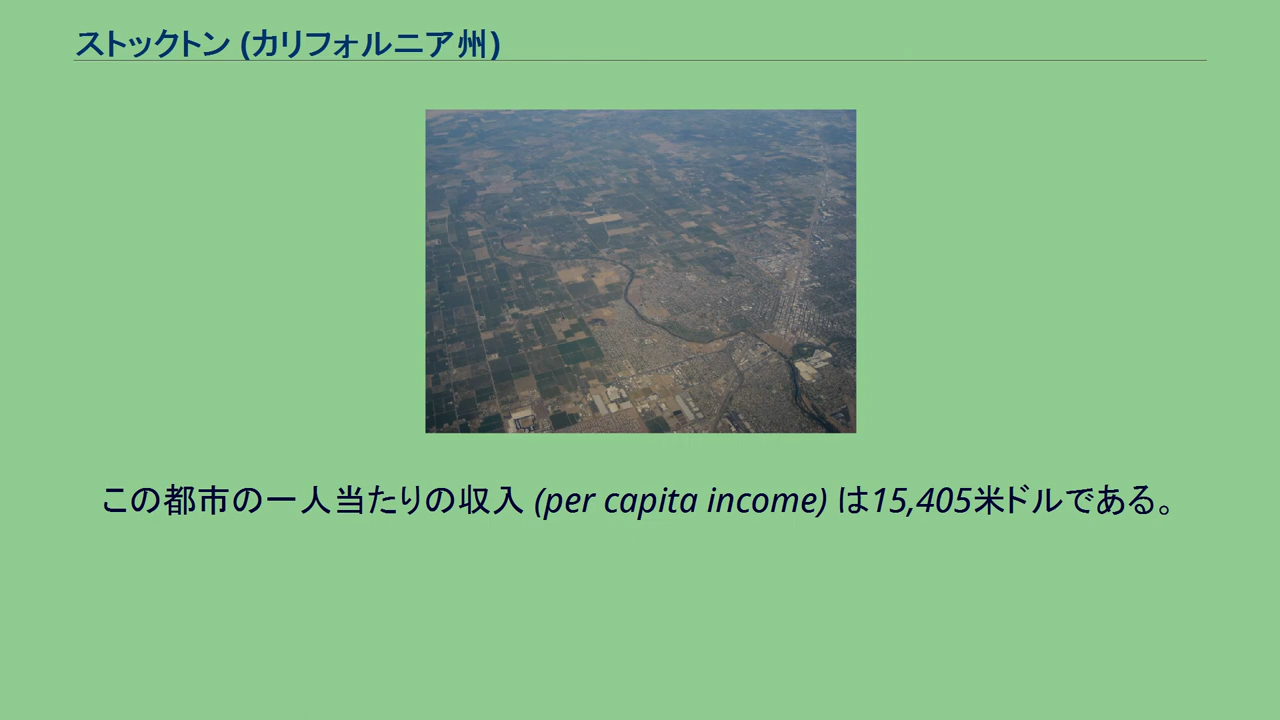 ストックトン (カリフォルニア州)
この都市の一人当たりの収入 (per capita income) は15,405米ドルである。